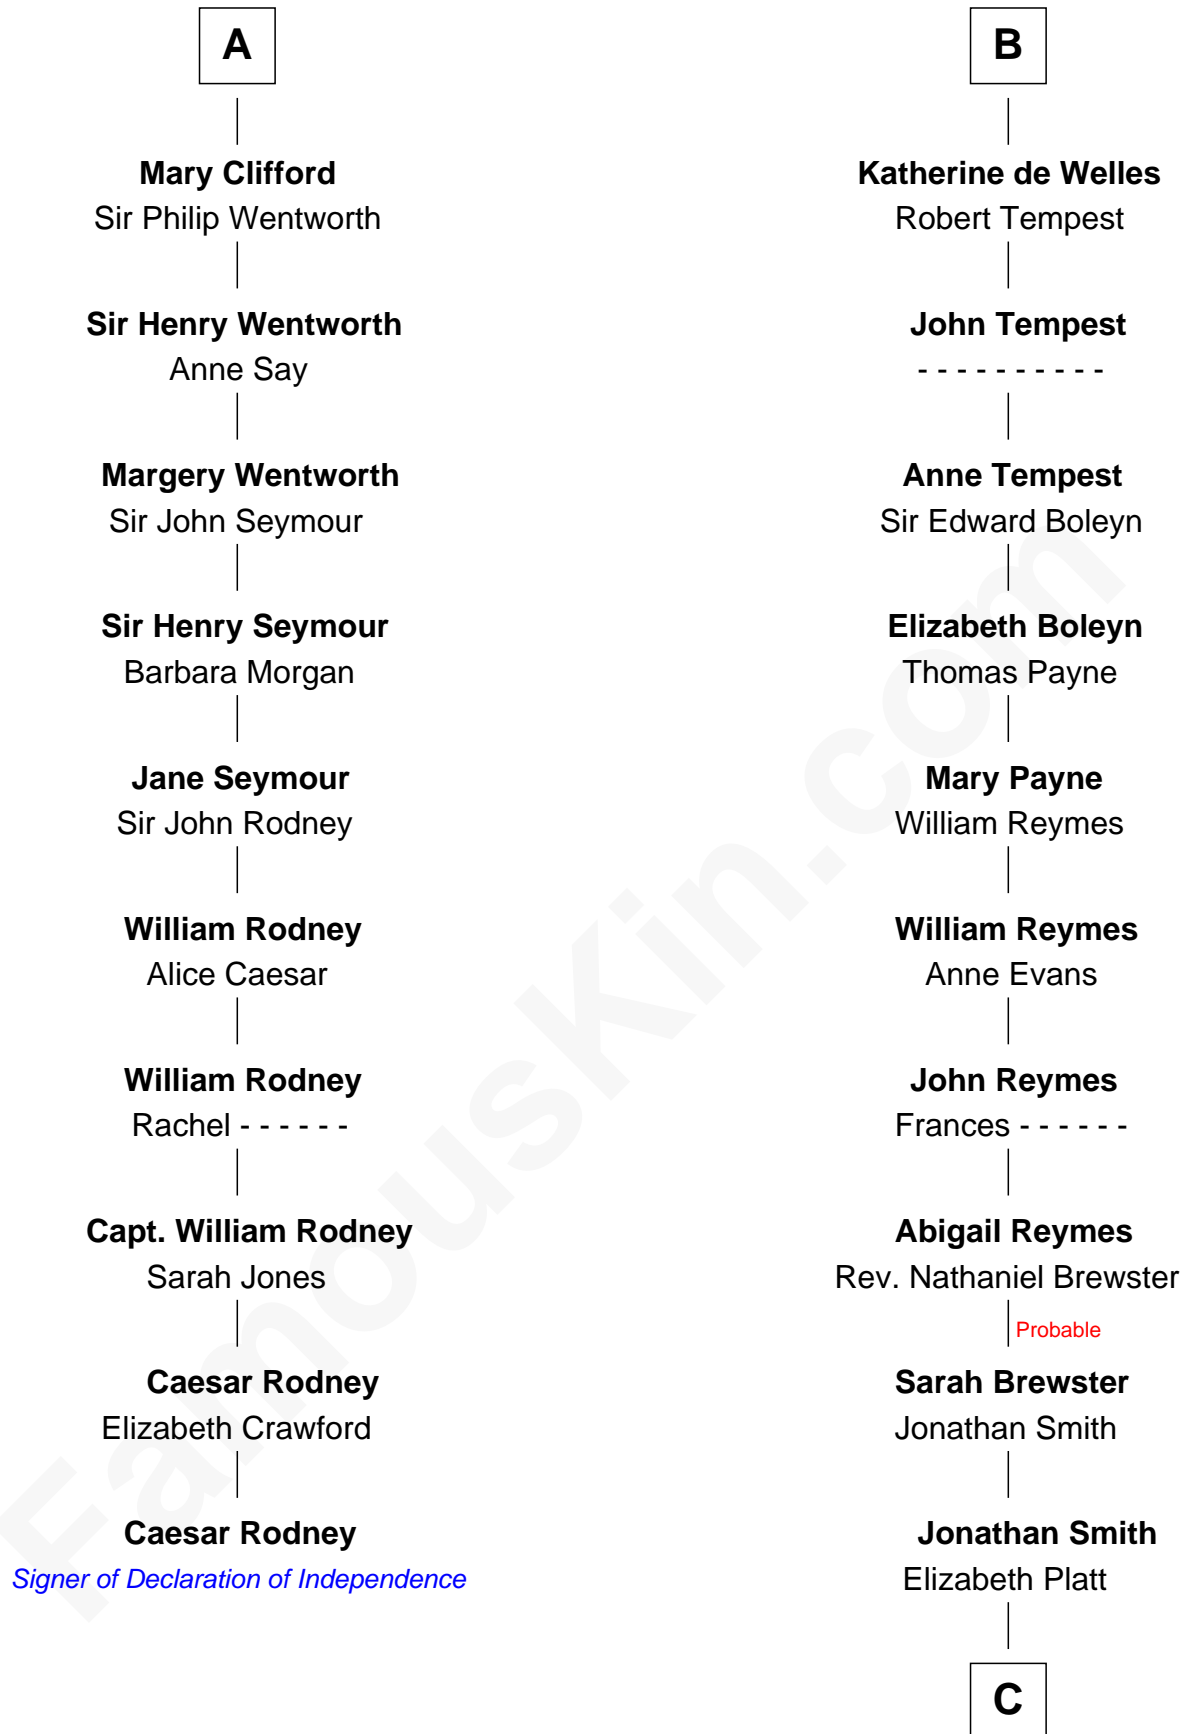 A
Mary Clifford
Sir Philip Wentworth
Sir Henry Wentworth
Anne Say
Margery Wentworth
Sir John Seymour
Sir Henry Seymour
Barbara Morgan
Jane Seymour
Sir John Rodney
William Rodney
Alice Caesar
William Rodney
Rachel - - - - - -
Capt. William Rodney
Sarah Jones
Caesar Rodney
Elizabeth Crawford
Caesar Rodney
Signer of Declaration of Independence
B
Katherine de Welles
Robert Tempest
John Tempest
- - - - - - - - - -
Anne Tempest
Sir Edward Boleyn
Elizabeth Boleyn
Thomas Payne
Mary Payne
William Reymes
William Reymes
Anne Evans
John Reymes
Frances - - - - - -
Abigail Reymes
Rev. Nathaniel Brewster
Probable
Sarah Brewster
Jonathan Smith
Jonathan Smith
Elizabeth Platt
C
FamousKin.com